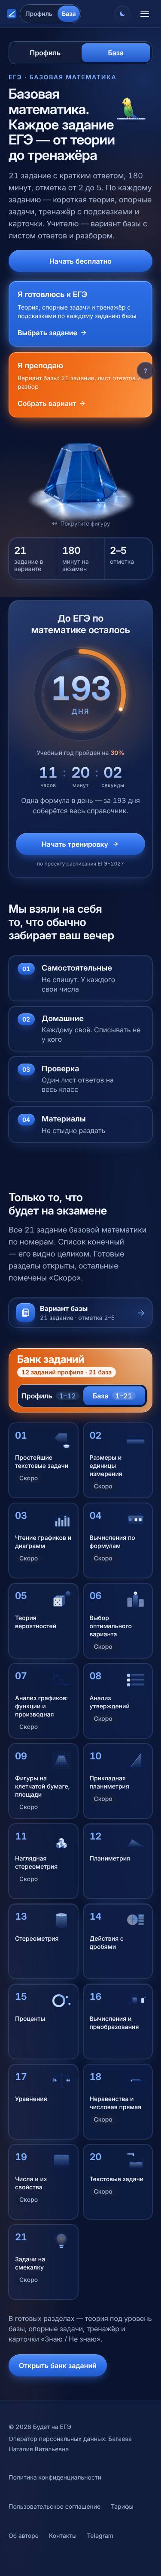 Профиль
База
Профиль
База
ЕГЭ · БАЗОВАЯ МАТЕМАТИКА
Базовая
математика.
Каждое задание
ЕГЭ — от теории
до тренажёра
21 задание с кратким ответом, 180
минут, отметка от 2 до 5. По каждому
заданию — короткая теория, опорные
задачи, тренажёр с подсказками и
карточки. Учителю — вариант базы с
листом ответов и разбором.
Начать бесплатно
Я готовлюсь к ЕГЭ
Теория, опорные задачи и тренажёр с
подсказками по каждому заданию базы
Выбрать задание →
Я преподаю
Вариант базы: 21 задание, лист ответов и
разбор
Собрать вариант →
?
↔ Покрутите фигуру
21
задание в
варианте
180
минут на
экзамен
2–5
отметка
До ЕГЭ по
математике осталось
193
ДНЯ
Учебный год пройден на 30%
11 : 20 : 02
часов минут секунды
Одна формула в день — за 193 дня
соберётся весь справочник.
Начать тренировку →
по проекту расписания ЕГЭ-2027
Мы взяли на себя
то, что обычно
забирает ваш вечер
01
Самостоятельные
Не спишут. У каждого
свои числа
02
Домашние
Каждому своё. Списывать не
у кого
03
Проверка
Один лист ответов на
весь класс
04
Материалы
Не стыдно раздать
Только то, что
будет на экзамене
Все 21 задание базовой математики
по номерам. Список конечный
— его видно целиком. Готовые
разделы открыты, остальные
помечены «Скоро».
Вариант базы
21 задание · отметка 2–5
→
Банк заданий
12 заданий профиля · 21 база
Профиль 1–12
База 1–21
01
Простейшие
текстовые задачи
Скоро
02
Размеры и
единицы
измерения
Скоро
03
Чтение графиков и
диаграмм
Скоро
04
Вычисления по
формулам
Скоро
05
Теория
вероятностей
06
Выбор
оптимального
варианта
Скоро
07
Анализ графиков:
функции и
производная
Скоро
08
Анализ
утверждений
Скоро
09
Фигуры на
клетчатой бумаге,
площади
Скоро
10
Прикладная
планиметрия
Скоро
11
Наглядная
стереометрия
Скоро
12
Планиметрия
13
Стереометрия
14
Действия с
дробями
15
Проценты
16
Вычисления и
преобразования
17
Уравнения
18
Неравенства и
числовая прямая
Скоро
19
Числа и их
свойства
Скоро
20
Текстовые задачи
Скоро
21
Задачи на
смекалку
Скоро
В готовых разделах — теория под уровень
базы, опорные задачи, тренажёр и
карточки «Знаю / Не знаю».
Открыть банк заданий
© 2026 Будет на ЕГЭ
Оператор персональных данных: Багаева
Наталия Витальевна
Политика конфиденциальности
Пользовательское соглашение
Тарифы
Об авторе
Контакты
Telegram